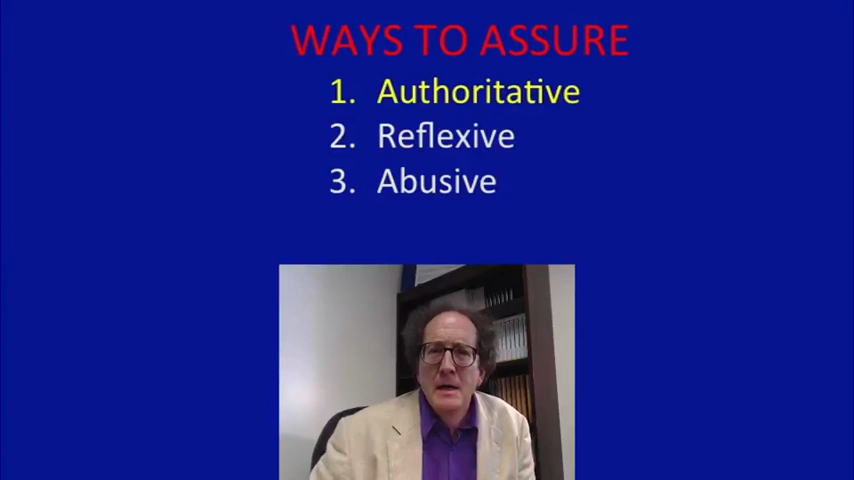 WAYS TO ASSURE
1. Authoritative
2. Reflexive
3. Abusive